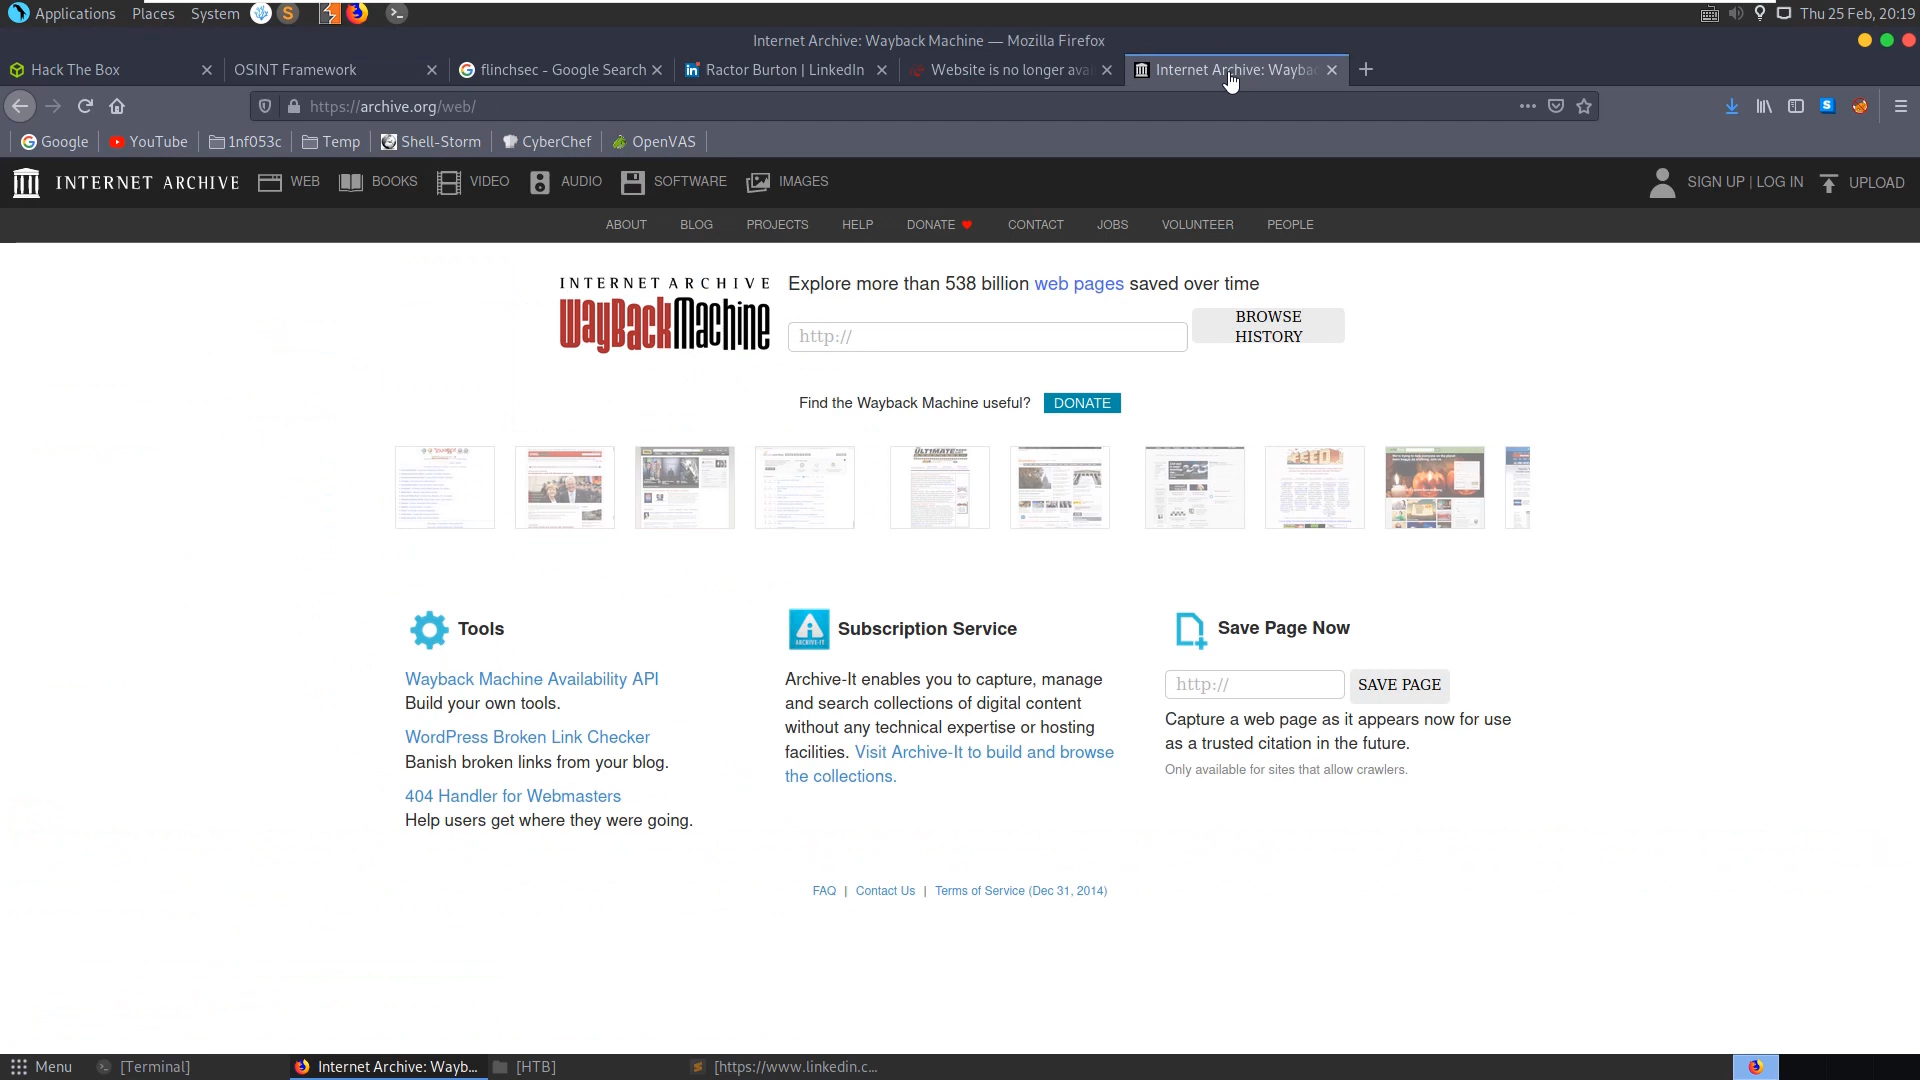 Applications Places System Thu 25 Feb, 20:19
Internet Archive: Wayback Machine — Mozilla Firefox
Hack The Box OSINT Framework flinchsec - Google Search Ractor Burton | LinkedIn Website is no longer ava Internet Archive: Wayba
https://archive.org/web/
Google YouTube 1nf053c Temp Shell-Storm CyberChef OpenVAS
INTERNET ARCHIVE WEB BOOKS VIDEO AUDIO SOFTWARE IMAGES SIGN UP | LOG IN UPLOAD
ABOUT BLOG PROJECTS HELP DONATE CONTACT JOBS VOLUNTEER PEOPLE
INTERNET ARCHIVE
WayBackMachine
Explore more than 538 billion web pages saved over time
http://
BROWSE
HISTORY
Find the Wayback Machine useful? DONATE
Tools
Wayback Machine Availability API
Build your own tools.
WordPress Broken Link Checker
Banish broken links from your blog.
404 Handler for Webmasters
Help users get where they were going.
ARCHIVE-IT
Subscription Service
Archive-It enables you to capture, manage
and search collections of digital content
without any technical expertise or hosting
facilities. Visit Archive-It to build and browse
the collections.
Save Page Now
http:// SAVE PAGE
Capture a web page as it appears now for use
as a trusted citation in the future.
Only available for sites that allow crawlers.
FAQ | Contact Us | Terms of Service (Dec 31, 2014)
Menu [Terminal] Internet Archive: Wayb... [HTB] [https://www.linkedin.c...